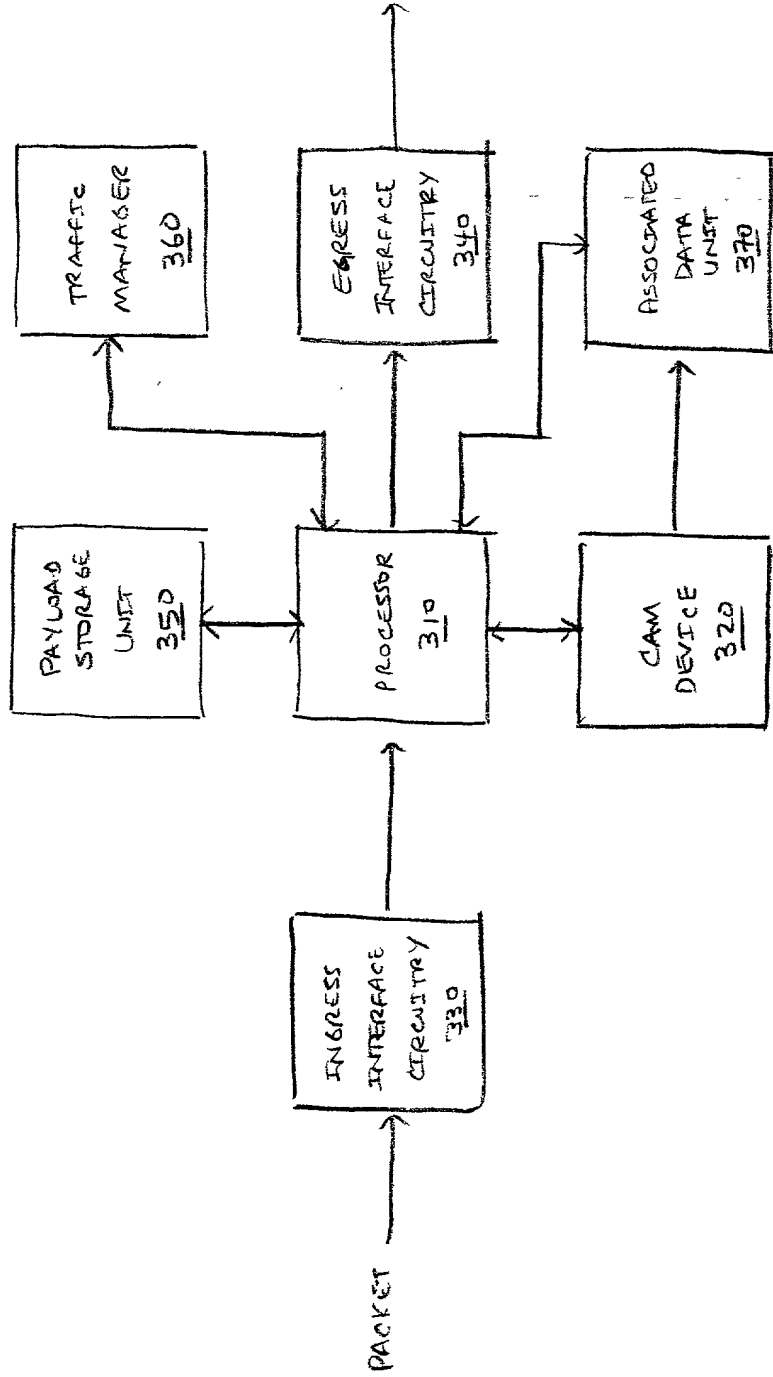 PAYLOAD
STORAGE
UNIT
350
TRAFFIC
MANAGER
360
PACKET
INGRESS
INTERFACE
CIRCUITRY
330
PROCESSOR
310
EGRESS
INTERFACE
CIRCUITRY
340
CAM
DEVICE
320
ASSOCIATED
DATA
UNIT
370